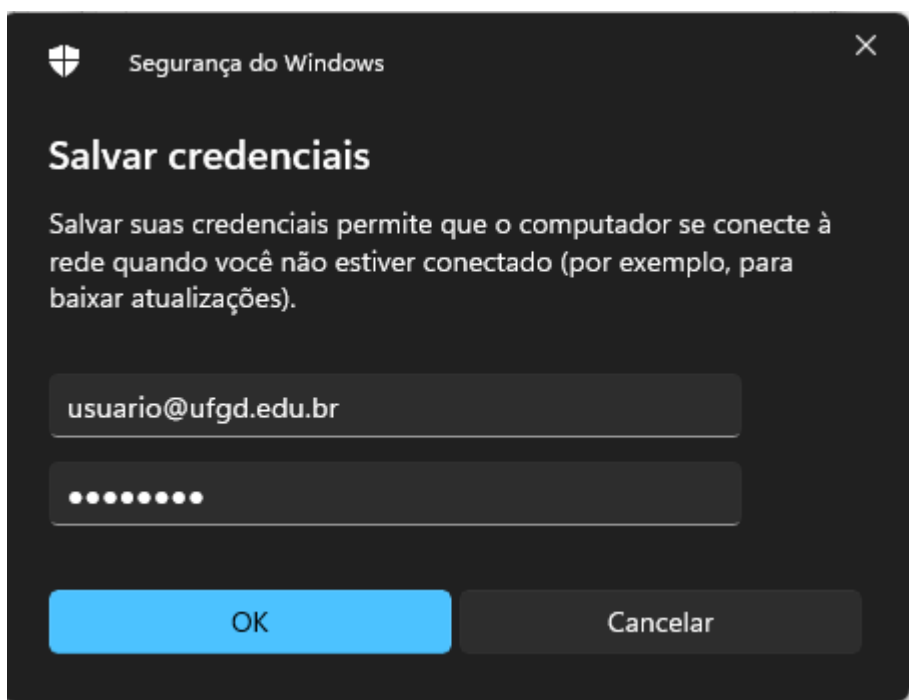 Segurança do Windows
Salvar credenciais
Salvar suas credenciais permite que o computador se conecte à
rede quando você não estiver conectado (por exemplo, para
baixar atualizações).
usuario@ufgd.edu.br
●●●●●●●●
OK
Cancelar